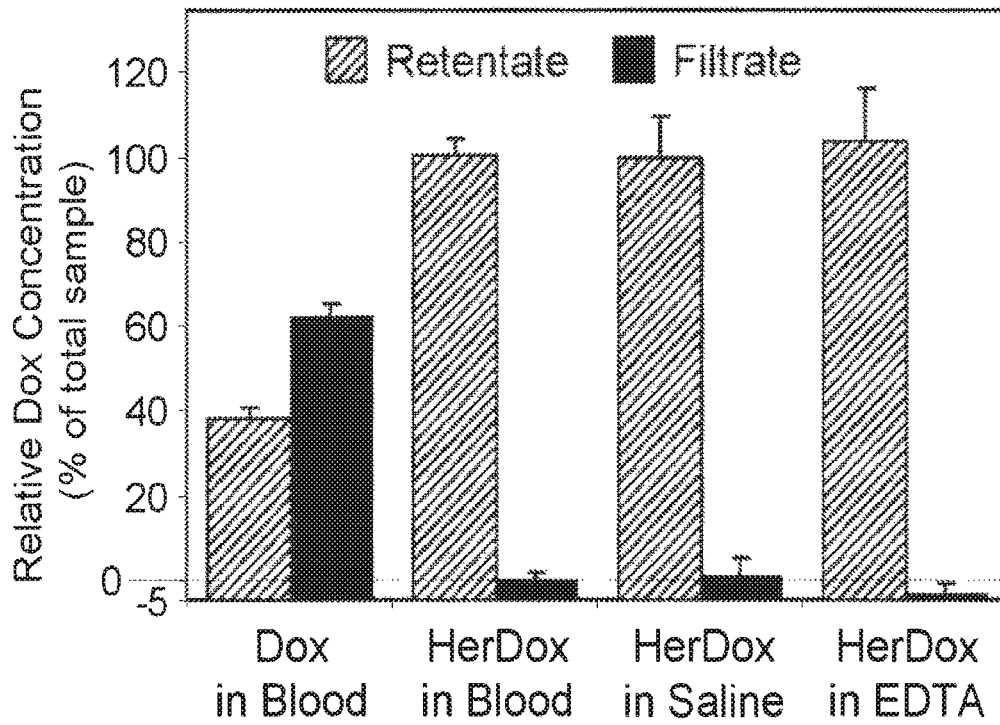 Relative Dox Concentration
(% of total sample)
120
100
80
60
40
20
0
-5
Retentate
Filtrate
Dox
in Blood
HerDox
in Blood
HerDox
in Saline
HerDox
in EDTA